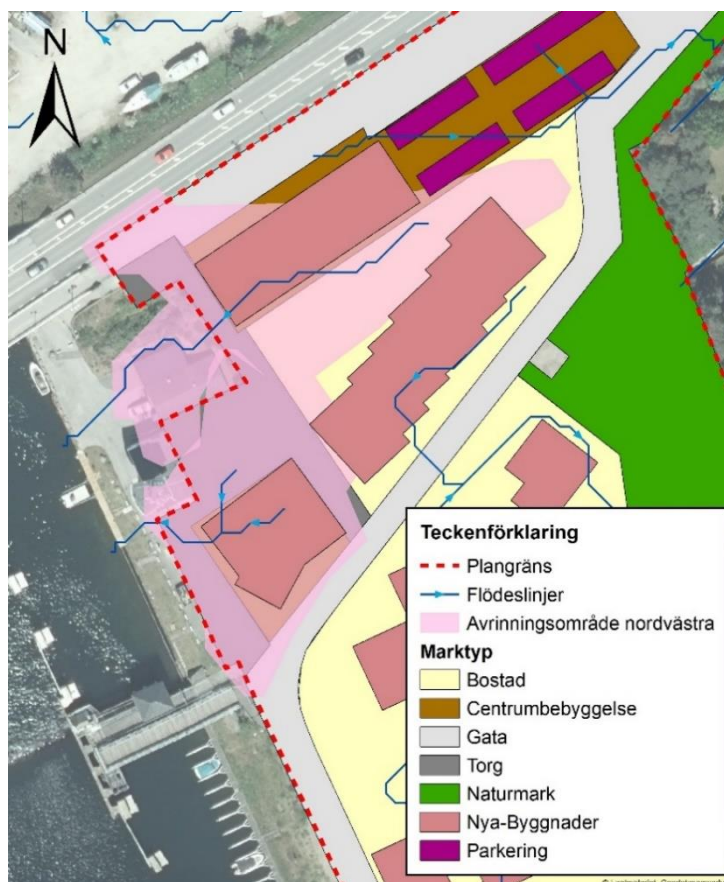 N
Teckenförklaring
Plangräns
Flödeslinjer
Avrinningsområde nordvästra
Marktyp
Bostad
Centrumbebyggelse
Gata
Torg
Naturmark
Nya-Byggnader
Parkering